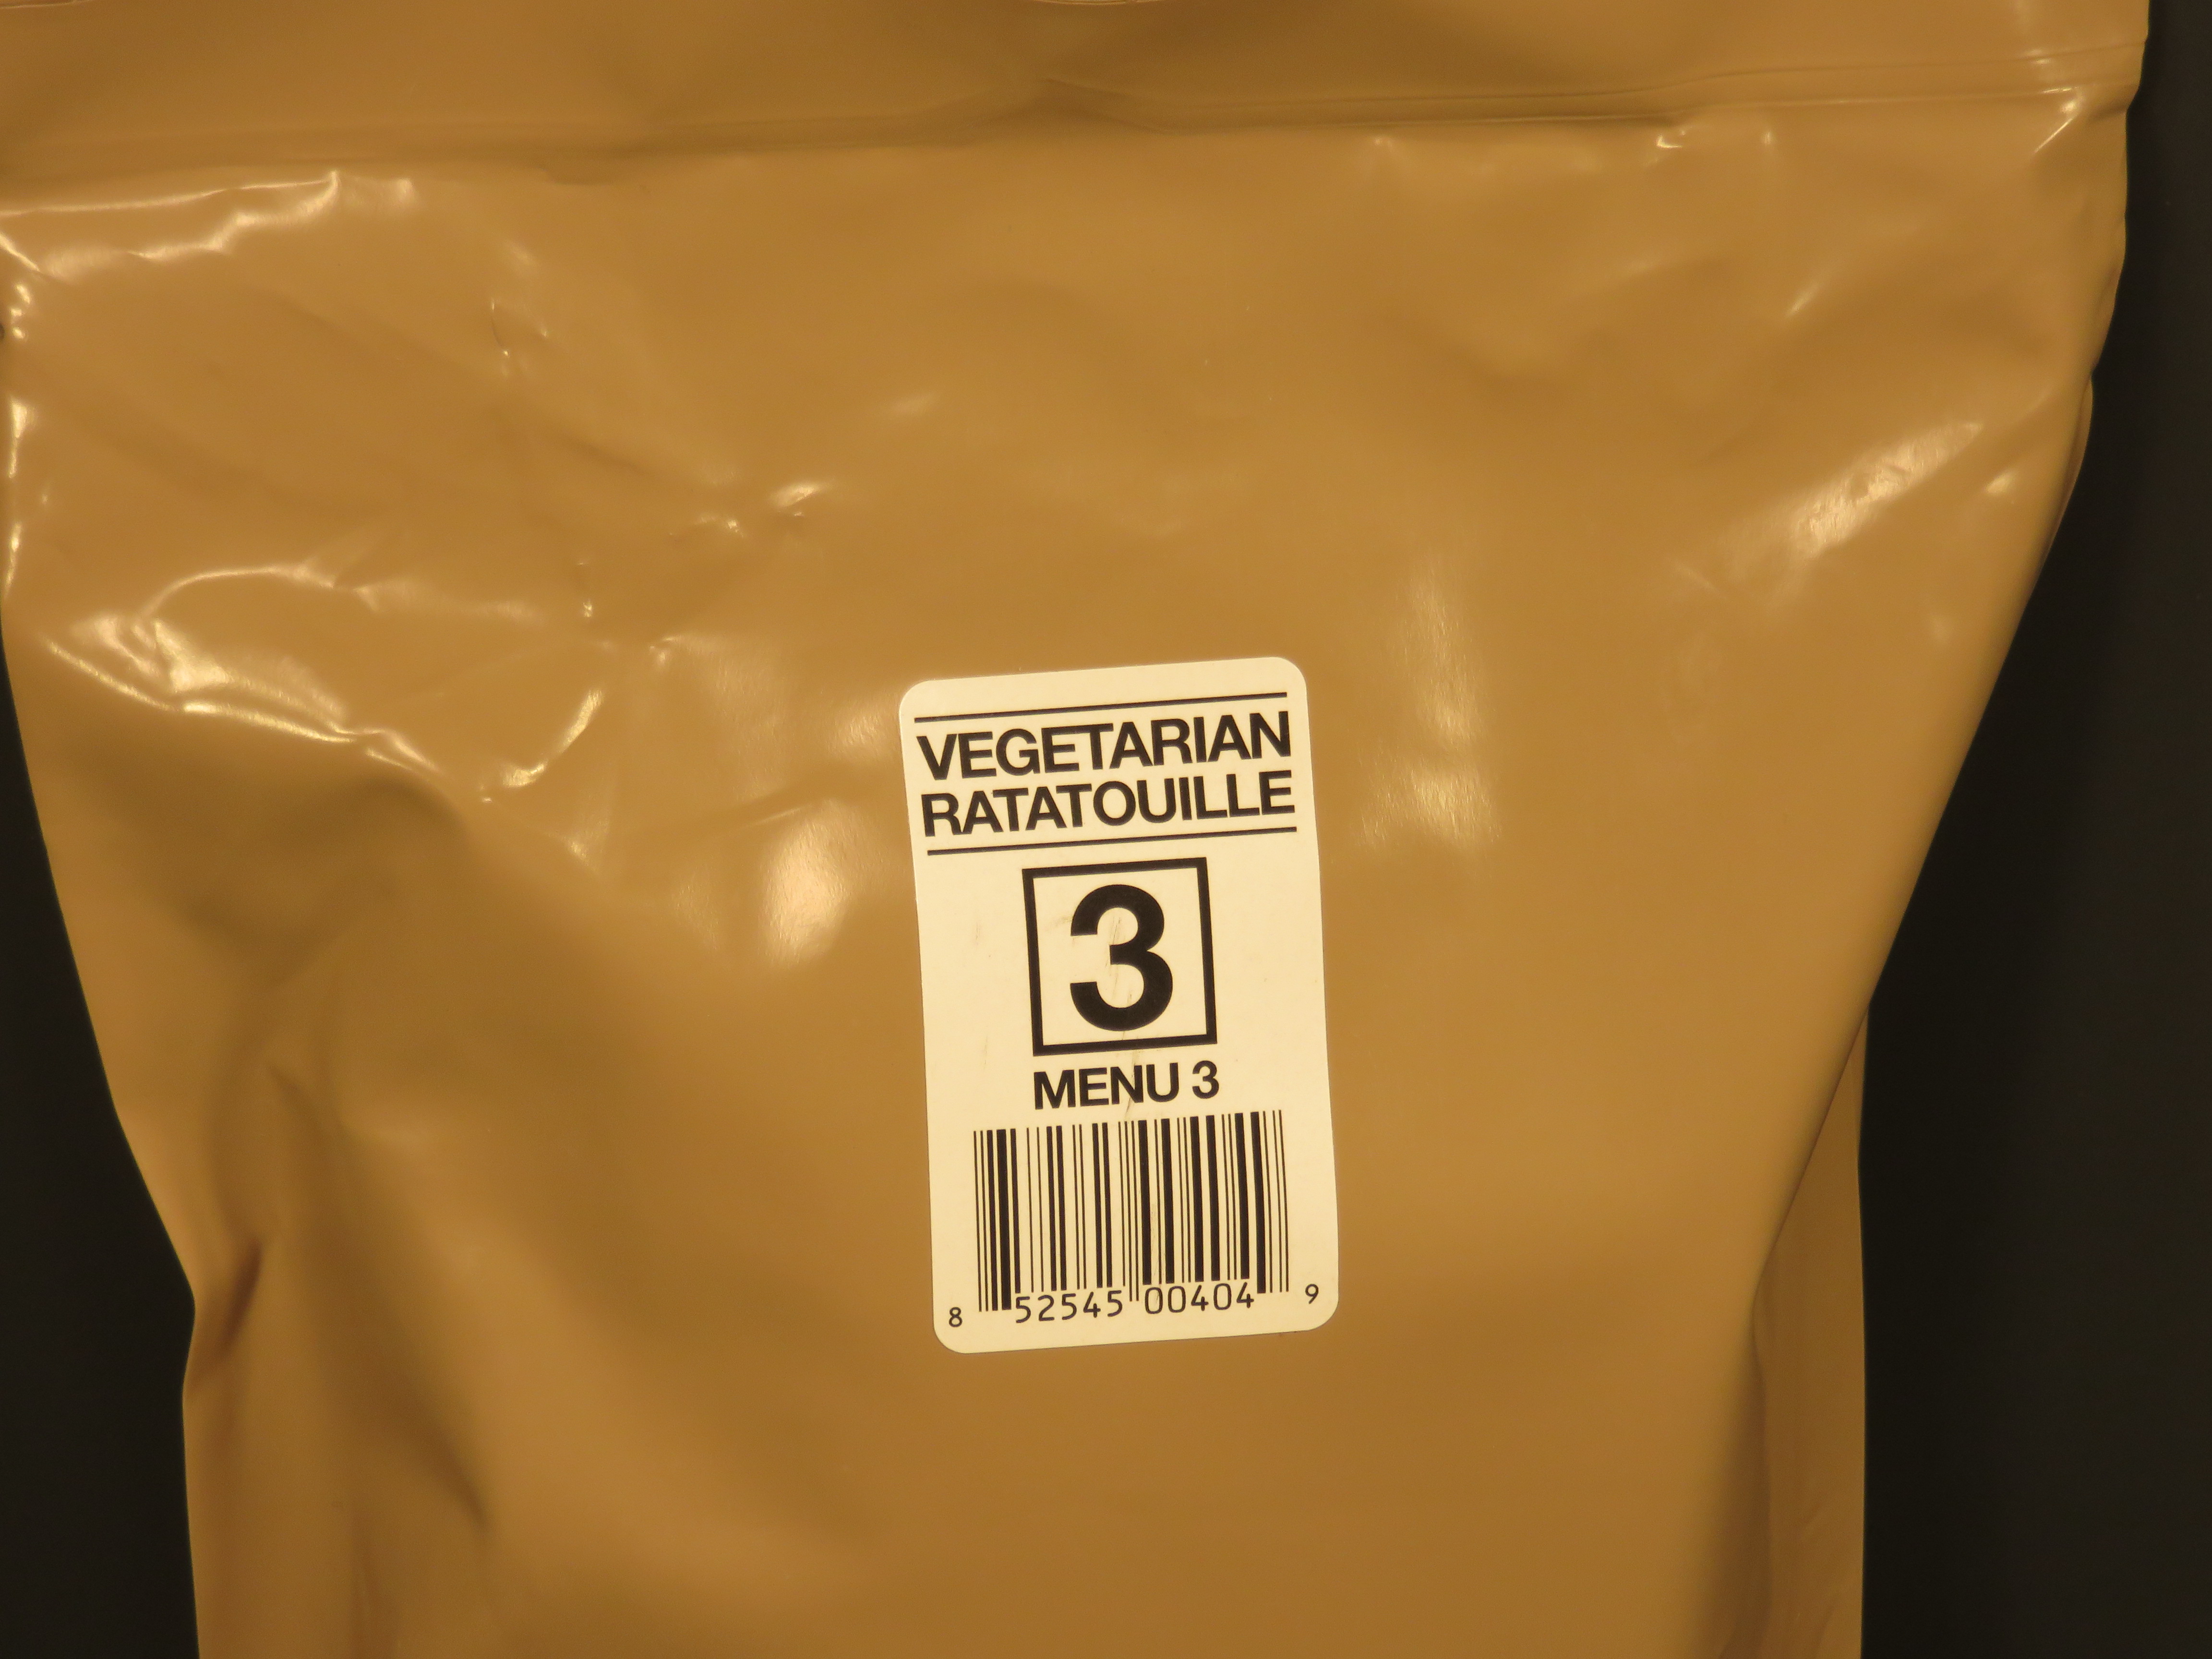 VEGETARIAN
RATATOUILLE
3
MENU 3
8 52545 00404 9